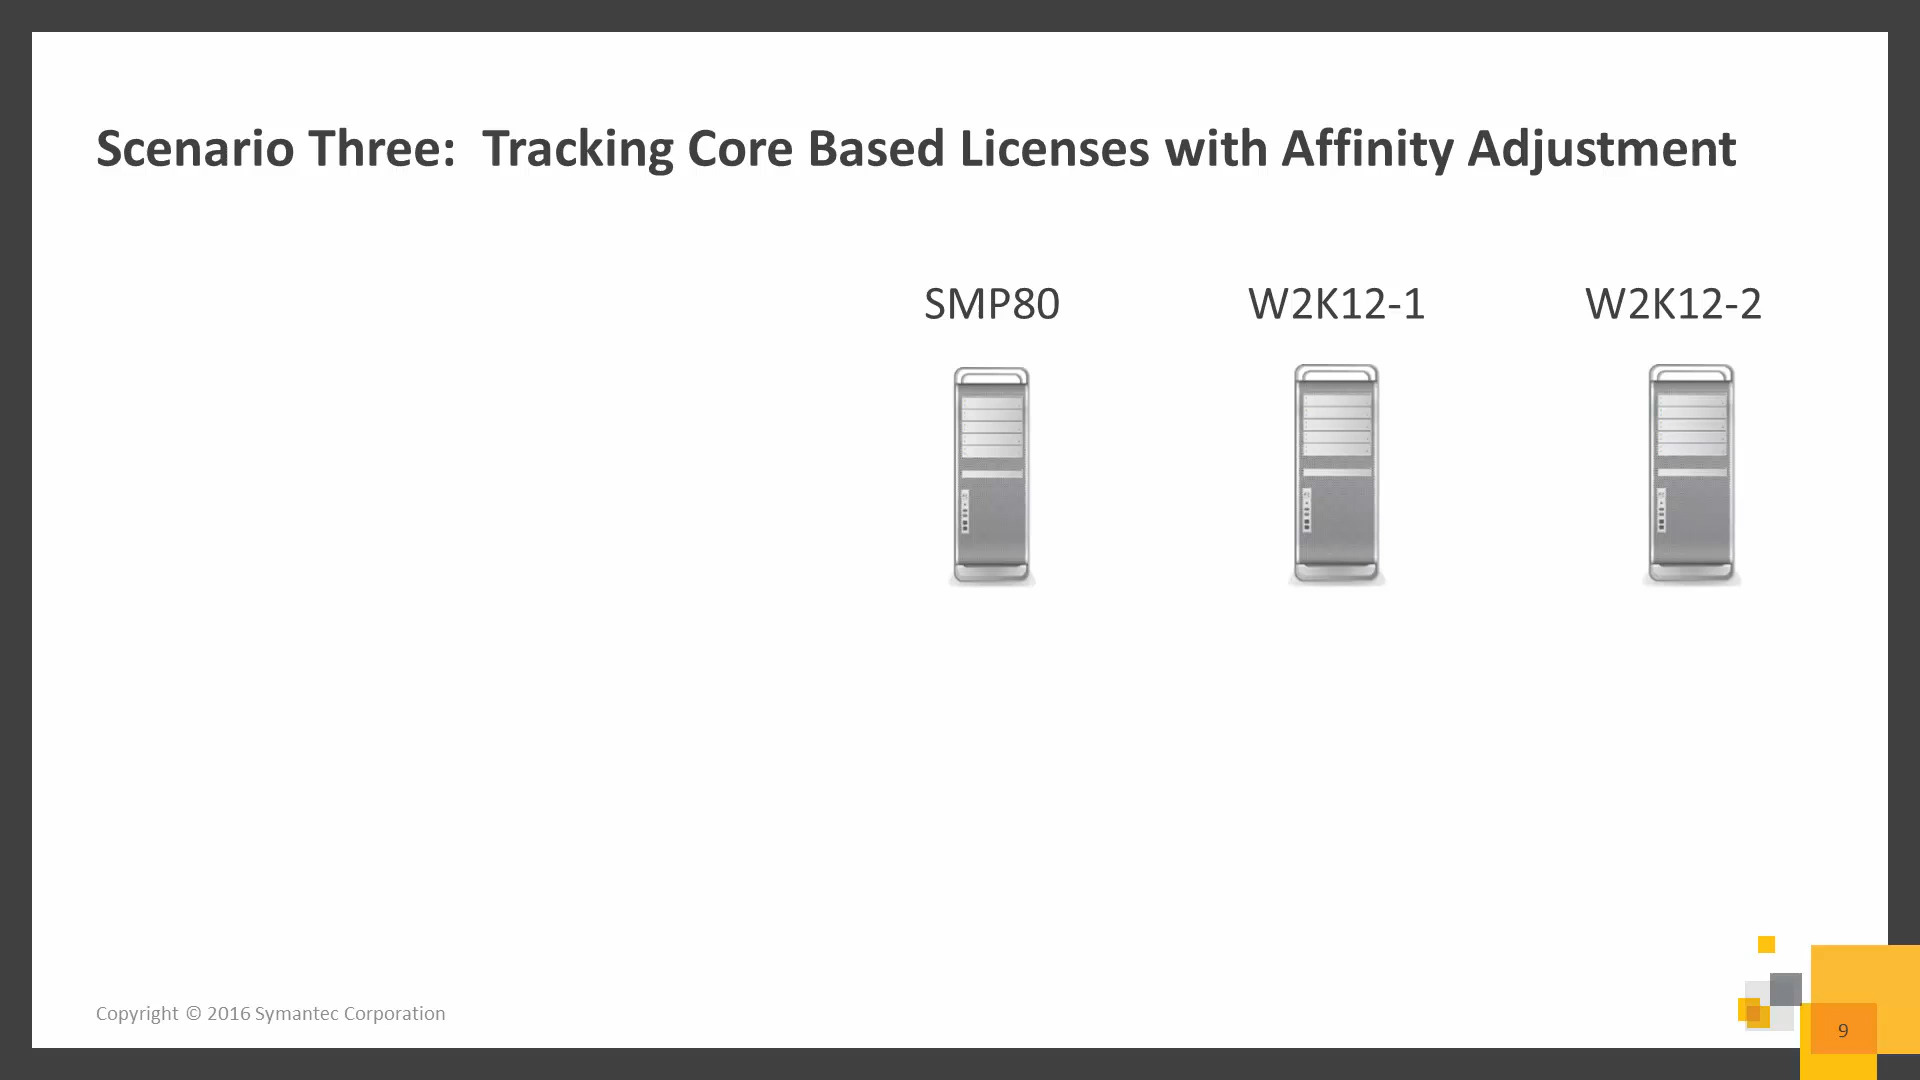 Scenario Three:  Tracking Core Based Licenses with Affinity Adjustment
SMP80
W2K12-1
W2K12-2
Copyright © 2016 Symantec Corporation
9